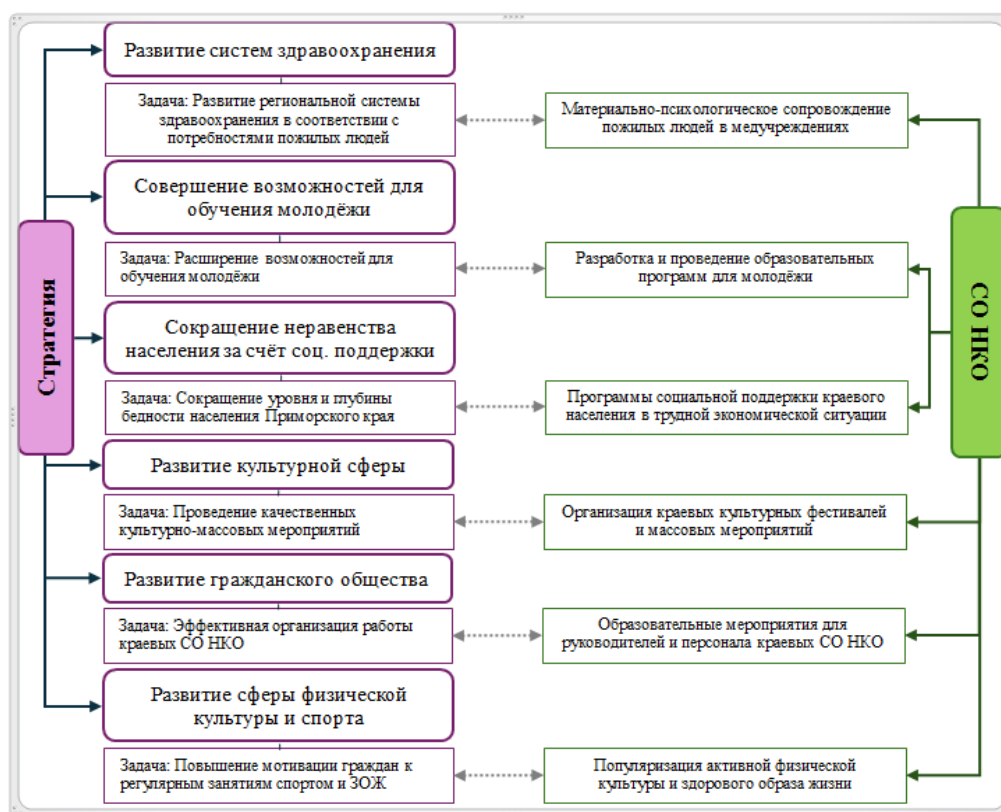 Развитие систем здравоохранения
Задача: Развитие региональной системы
здравоохранения в соответствии с
потребностями пожилых людей
Материально-психологическое сопровождение
пожилых людей в медучреждениях
Совершение возможностей для
обучения молодёжи
Задача: Расширение возможностей для
обучения молодёжи
Разработка и проведение образовательных
программ для молодёжи
Стратегия
СО НКО
Сокращение неравенства
населения за счёт соц. поддержки
Задача: Сокращение уровня и глубины
бедности населения Приморского края
Программы социальной поддержки краевого
населения в трудной экономической ситуации
Развитие культурной сферы
Задача: Проведение качественных
культурно-массовых мероприятий
Организация краевых культурных фестивалей
и массовых мероприятий
Развитие гражданского общества
Задача: Эффективная организация работы
краевых СО НКО
Образовательные мероприятия для
руководителей и персонала краевых СО НКО
Развитие сферы физической
культуры и спорта
Задача: Повышение мотивации граждан к
регулярным занятиям спортом и ЗОЖ
Популяризация активной физической
культуры и здорового образа жизни